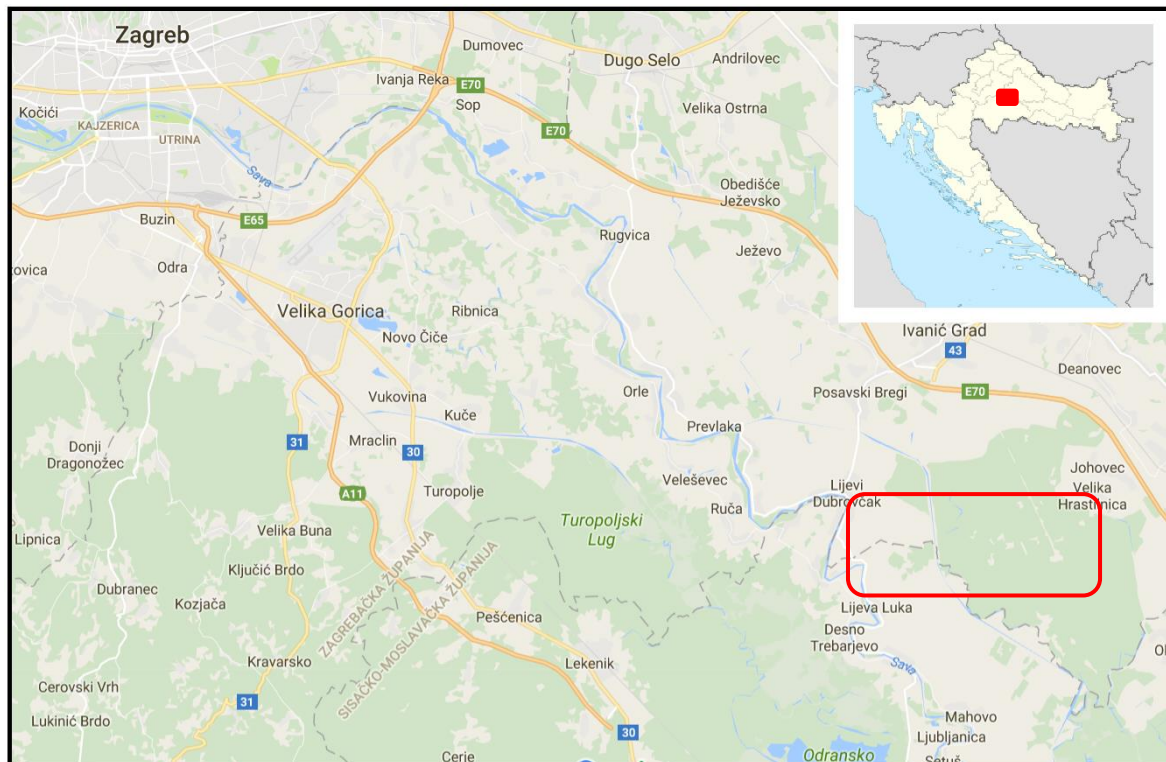 Zagreb
Dumovec
Dugo Selo
Andrilovec
Ivanja Reka
E70
Sop
Velika Ostrna
Kočići
KAJZERICA
UTRINA
E70
Sava
Obedišće
Ježevsko
Buzin
E65
Rugvica
Ježevo
Odra
Velika Gorica
Ribnica
Novo Čiče
Ivanić Grad
43
Deanovec
Orle
Posavski Bregi
E70
Vukovina
Kuče
Prevlaka
31
Mraclin
30
Donji
Dragonožec
Johovec
Velika
Hrastilnica
Veleševec
Lijevi
Dubrovčak
A11
Turopolje
Ruča
Turopoljski
Lug
Velika Buna
Lipnica
Ključić Brdo
ZAGREBAČKA ŽUPANIJA
SISAČKO-MOSLAVAČKA ŽUPANIJA
Dubranec
Kozjača
Pešćenica
Lijeva Luka
Desno
Trebarjevo
Kravarsko
Lekenik
Sava
Cerovski Vrh
31
Lukinić Brdo
30
Mahovo
Ljubljanica
Cerje
Odransko